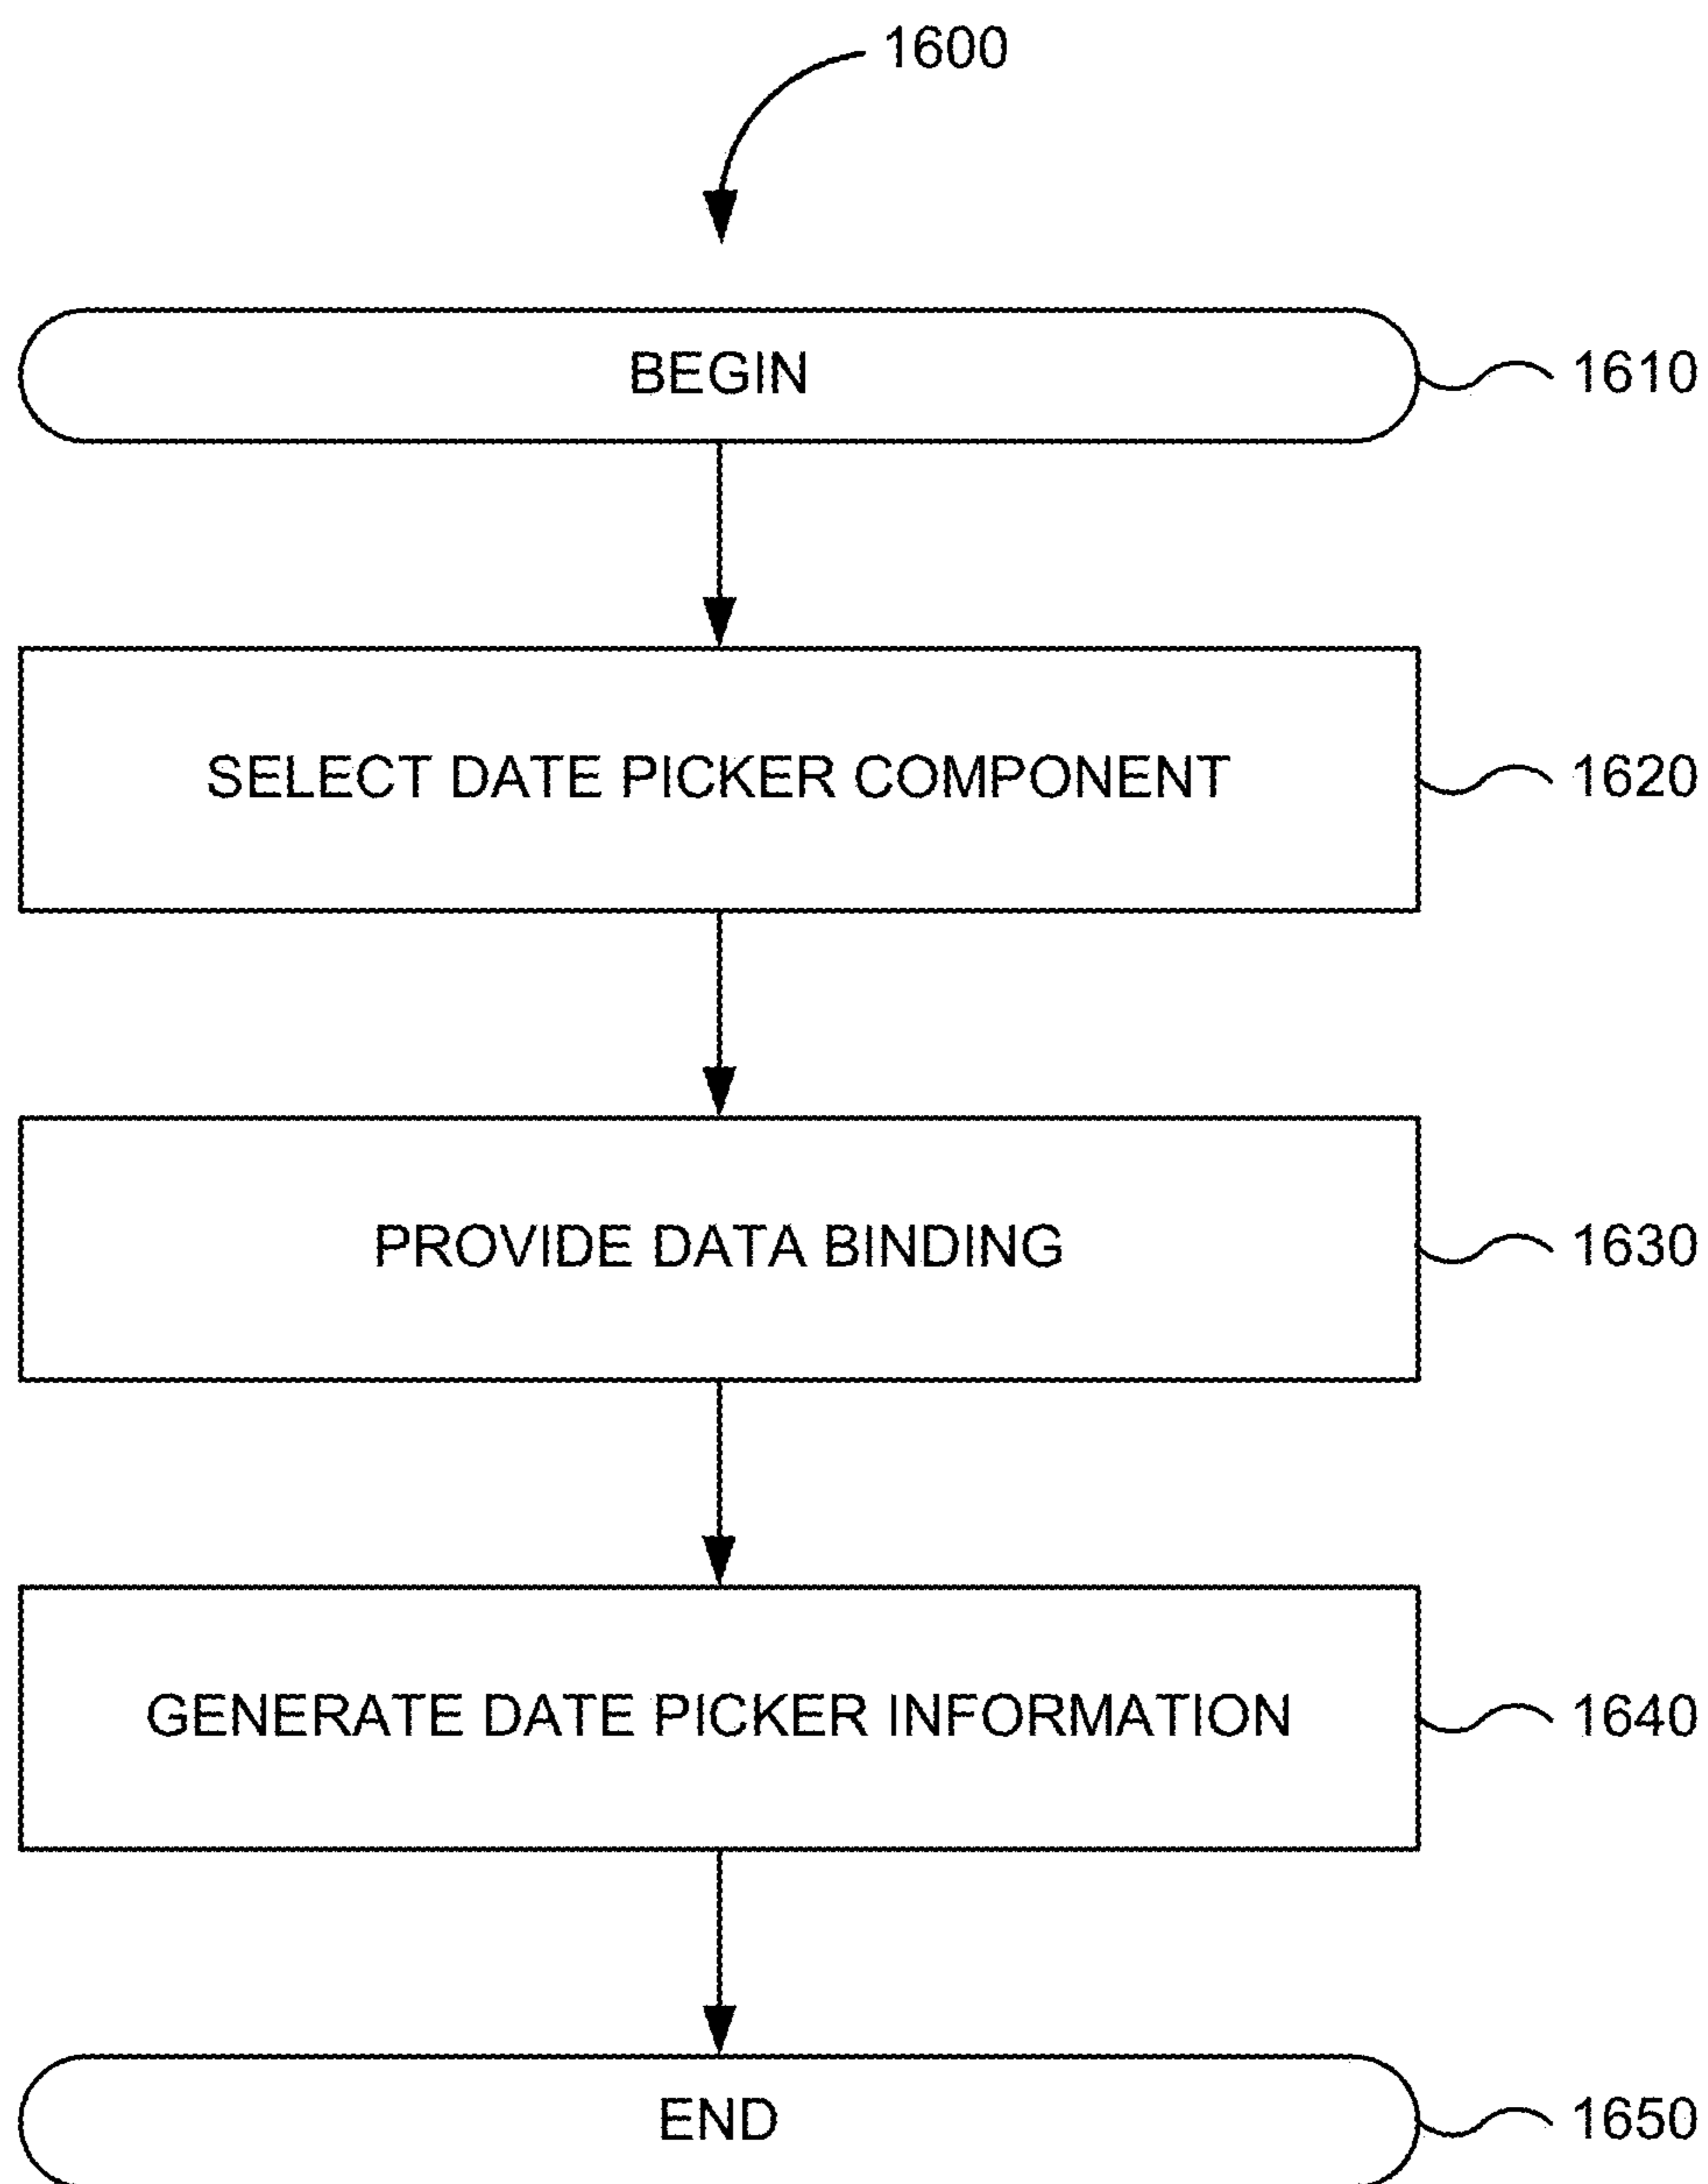 1600
BEGIN
1610
SELECT DATE PICKER COMPONENT
1620
PROVIDE DATA BINDING
1630
GENERATE DATE PICKER INFORMATION
1640
END
1650